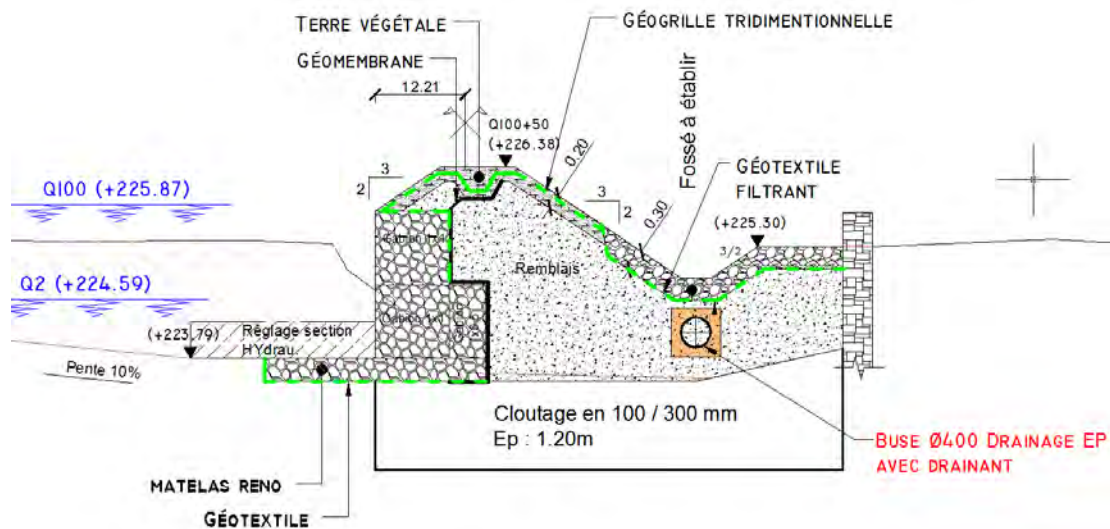 TERRE VÉGÉTALE
GÉOGRILLE TRIDIMENTIONNELLE
GÉOMEMBRANE
12.21
Fossé à établir
Q100+50
(+226.38)
0.20
3
2
3
2
GÉOTEXTILE
FILTRANT
Q100 (+225.87)
0.30
(+225.30)
3/2
Remblais
Q2 (+224.59)
(+223.79)
Règlage section
HYdrau.
Pente 10%
Cloutage en 100 / 300 mm
Ep : 1.20m
BUSE Ø400 DRAINAGE EP
AVEC DRAINANT
MATELAS RENO
GÉOTEXTILE